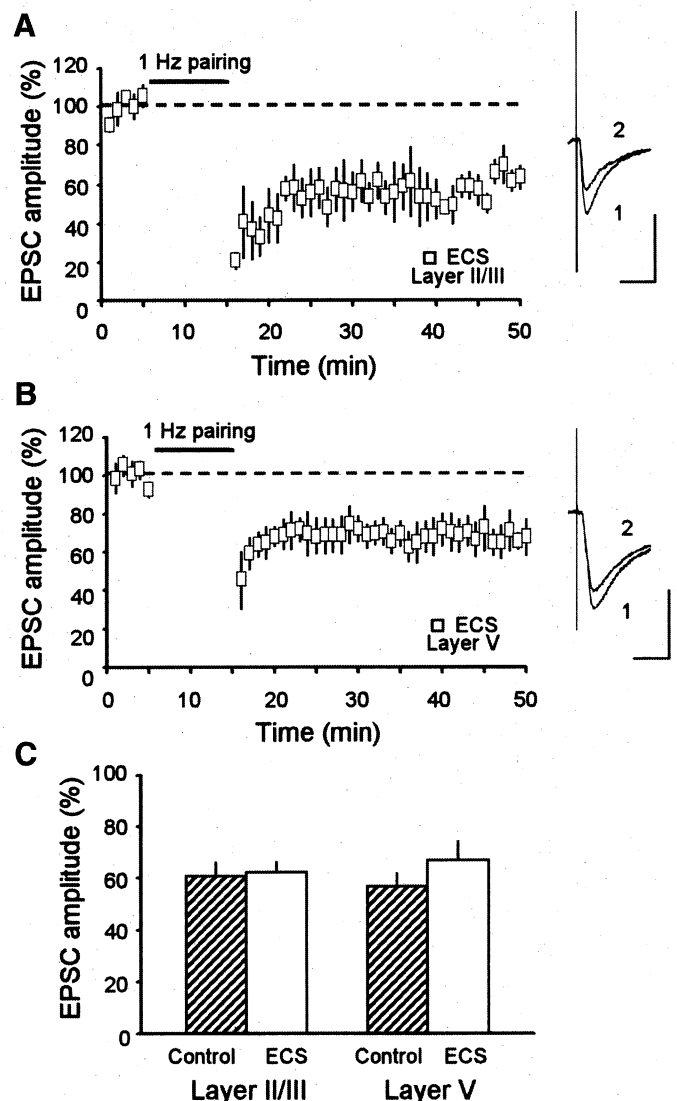 A
1 Hz pairing
EPSC amplitude (%)
120
100
80
60
40
20
0
ECS
Layer II/III
0 10 20 30 40 50
Time (min)
2
1
B
1 Hz pairing
EPSC amplitude (%)
120
100
80
60
40
20
0
ECS
Layer V
0 10 20 30 40 50
Time (min)
2
1
C
EPSC amplitude (%)
100
80
60
40
20
0
Control ECS Control ECS
Layer II/III Layer V